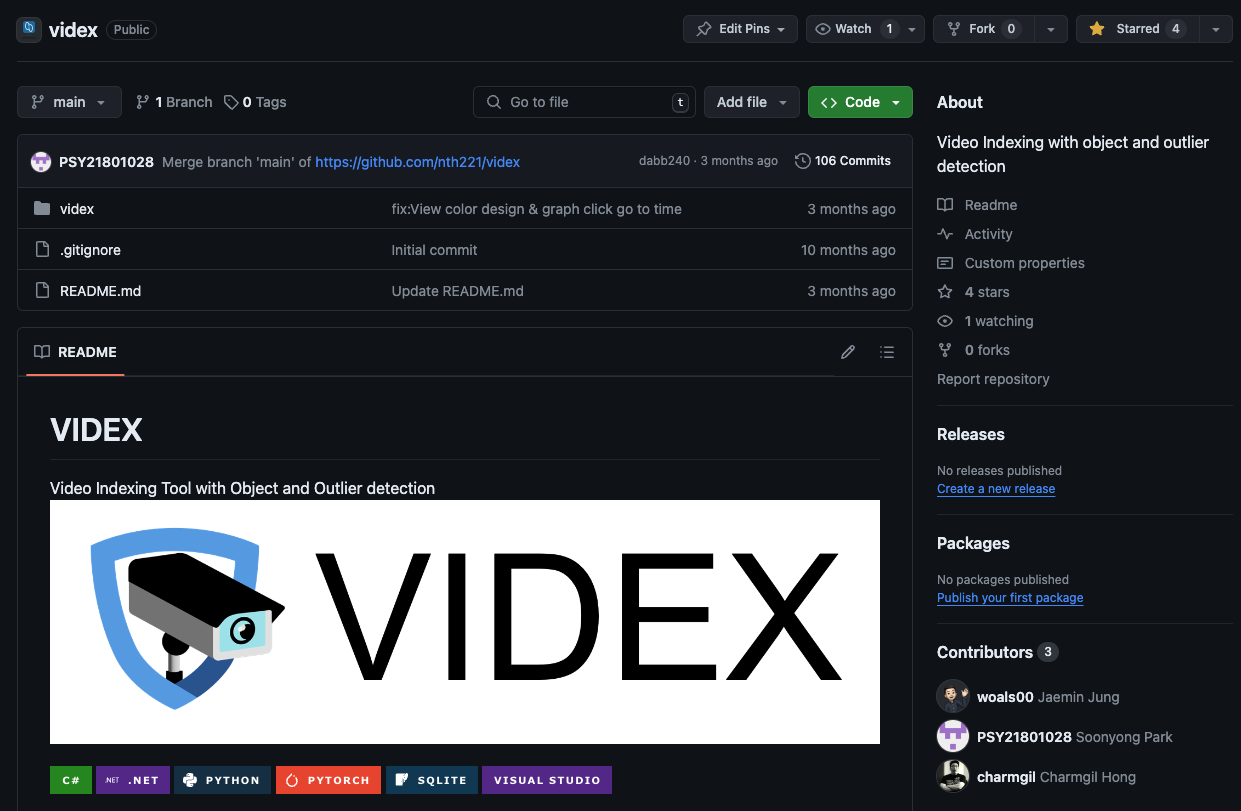 videx Public Edit Pins Watch 1 Fork 0 Starred 4
main 1 Branch 0 Tags Go to file t Add file Code
PSY21801028 Merge branch 'main' of https://github.com/nth221/videx dabb240 · 3 months ago 106 Commits
videx fix:View color design & graph click go to time 3 months ago
.gitignore Initial commit 10 months ago
README.md Update README.md 3 months ago
README
VIDEX
Video Indexing Tool with Object and Outlier detection
VIDEX
C# .NET .NET PYTHON PYTORCH SQLITE VISUAL STUDIO
About
Video Indexing with object and outlier
detection
Readme
Activity
Custom properties
4 stars
1 watching
0 forks
Report repository
Releases
No releases published
Create a new release
Packages
No packages published
Publish your first package
Contributors 3
woals00 Jaemin Jung
PSY21801028 Soonyong Park
charmgil Charmgil Hong